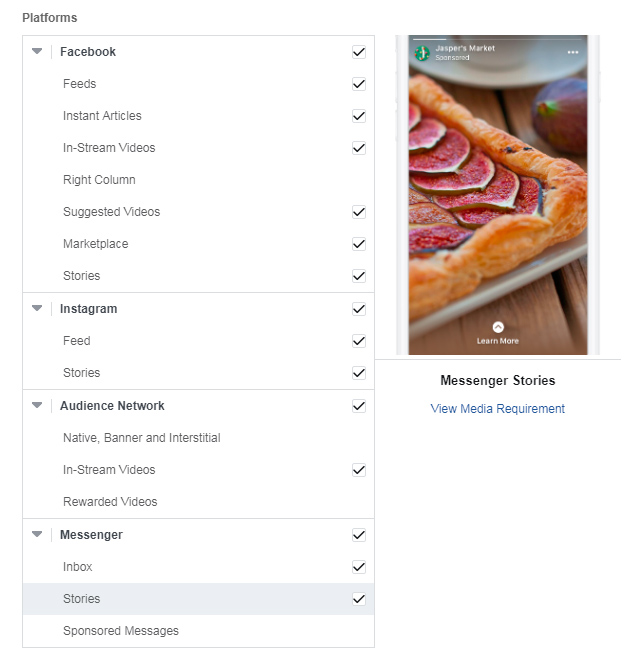 Platforms
Facebook
Feeds
Instant Articles
In-Stream Videos
Right Column
Suggested Videos
Marketplace
Stories
Instagram
Feed
Stories
Audience Network
Native, Banner and Interstitial
In-Stream Videos
Rewarded Videos
Messenger
Inbox
Stories
Sponsored Messages
Jasper's Market
Sponsored
Learn More
Messenger Stories
View Media Requirement